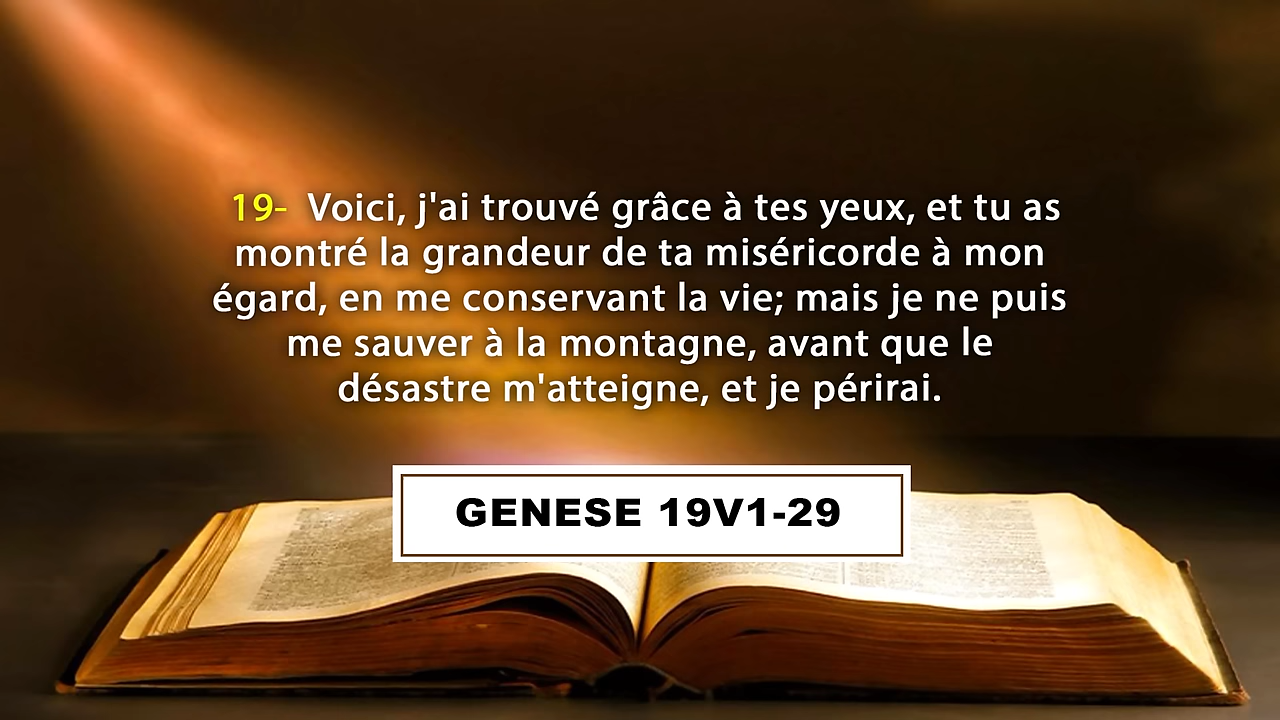 19- Voici, j'ai trouvé grâce à tes yeux, et tu as
montré la grandeur de ta miséricorde à mon
égard, en me conservant la vie; mais je ne puis
me sauver à la montagne, avant que le
désastre m'atteigne, et je périrai.
GENESE 19V1-29